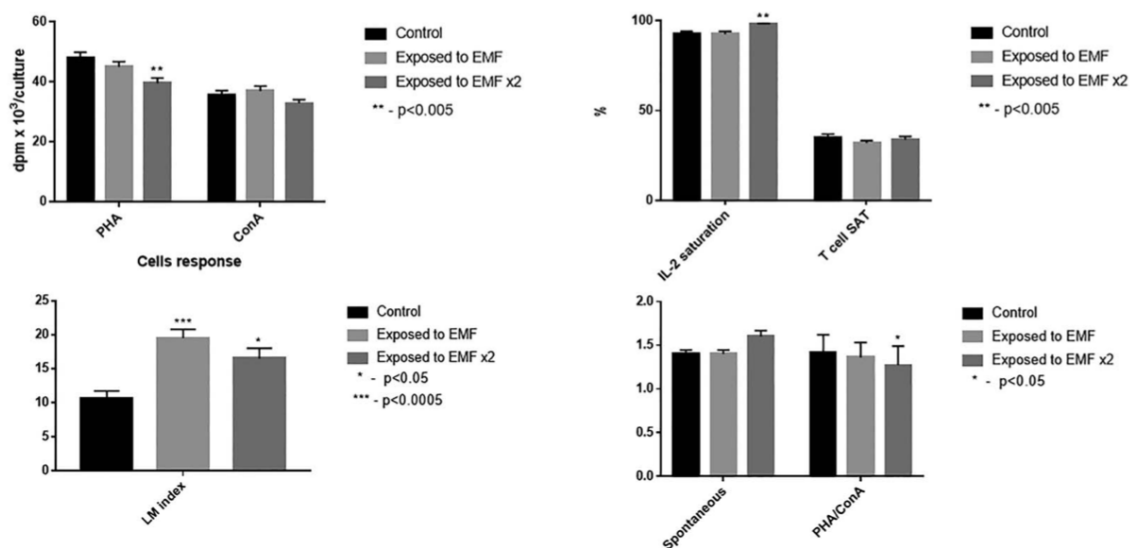 60
40
20
0
dpm x 10³/culture
**
PHA
ConA
Cells response
Control
Exposed to EMF
Exposed to EMF x2
** - p<0.005
100
50
0
%
**
IL-2 saturation
T cell SAT
Control
Exposed to EMF
Exposed to EMF x2
** - p<0.005
25
20
15
10
5
0
***
*
LM index
Control
Exposed to EMF
Exposed to EMF x2
* - p<0.05
*** - p<0.0005
2.0
1.5
1.0
0.5
0.0
*
Spontaneous
PHA/ConA
Control
Exposed to EMF
Exposed to EMF x2
* - p<0.05